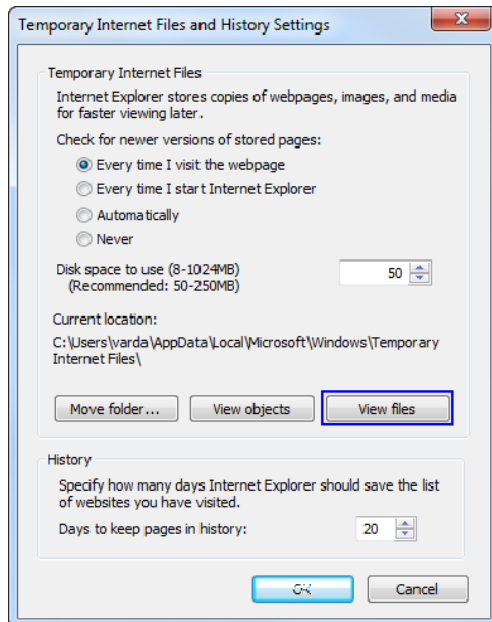 Temporary Internet Files and History Settings
Temporary Internet Files
Internet Explorer stores copies of webpages, images, and media
for faster viewing later.
Check for newer versions of stored pages:
Every time I visit the webpage
Every time I start Internet Explorer
Automatically
Never
Disk space to use (8-1024MB)
(Recommended: 50-250MB)
50
Current location:
C:\Users\varda\AppData\Local\Microsoft\Windows\Temporary
Internet Files\
Move folder... View objects View files
History
Specify how many days Internet Explorer should save the list
of websites you have visited.
Days to keep pages in history: 20
OK Cancel